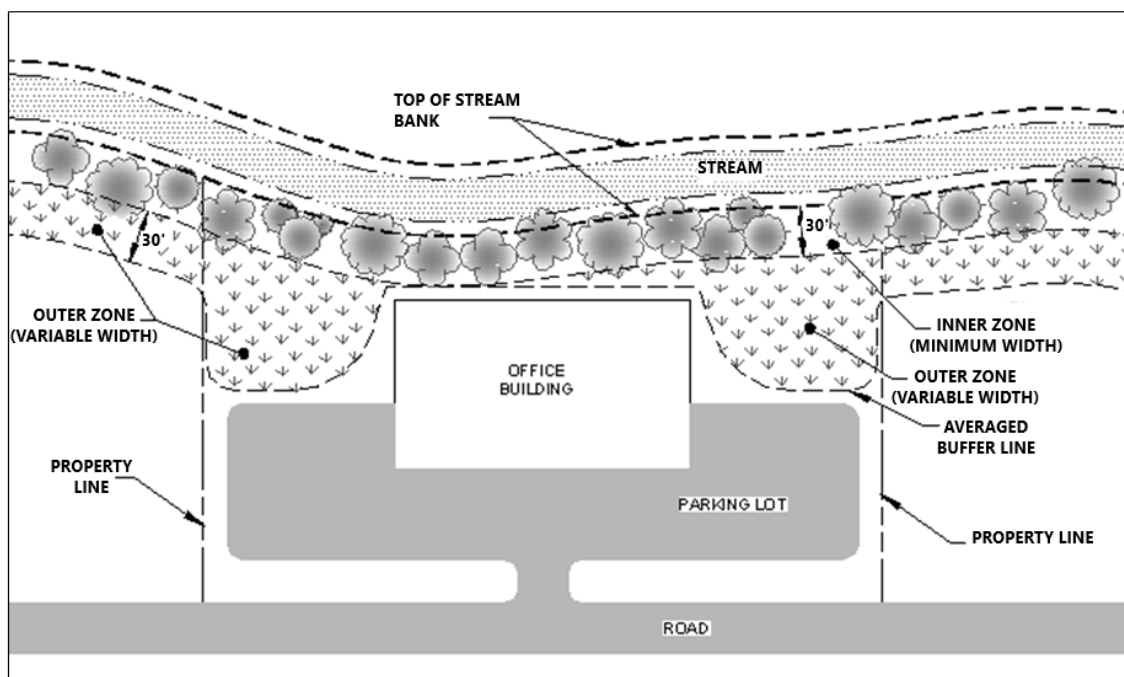 TOP OF STREAM
BANK
STREAM
30'
30'
OUTER ZONE
(VARIABLE WIDTH)
INNER ZONE
(MINIMUM WIDTH)
OFFICE
BUILDING
OUTER ZONE
(VARIABLE WIDTH)
AVERAGED
BUFFER LINE
PROPERTY
LINE
PARKING LOT
PROPERTY LINE
ROAD